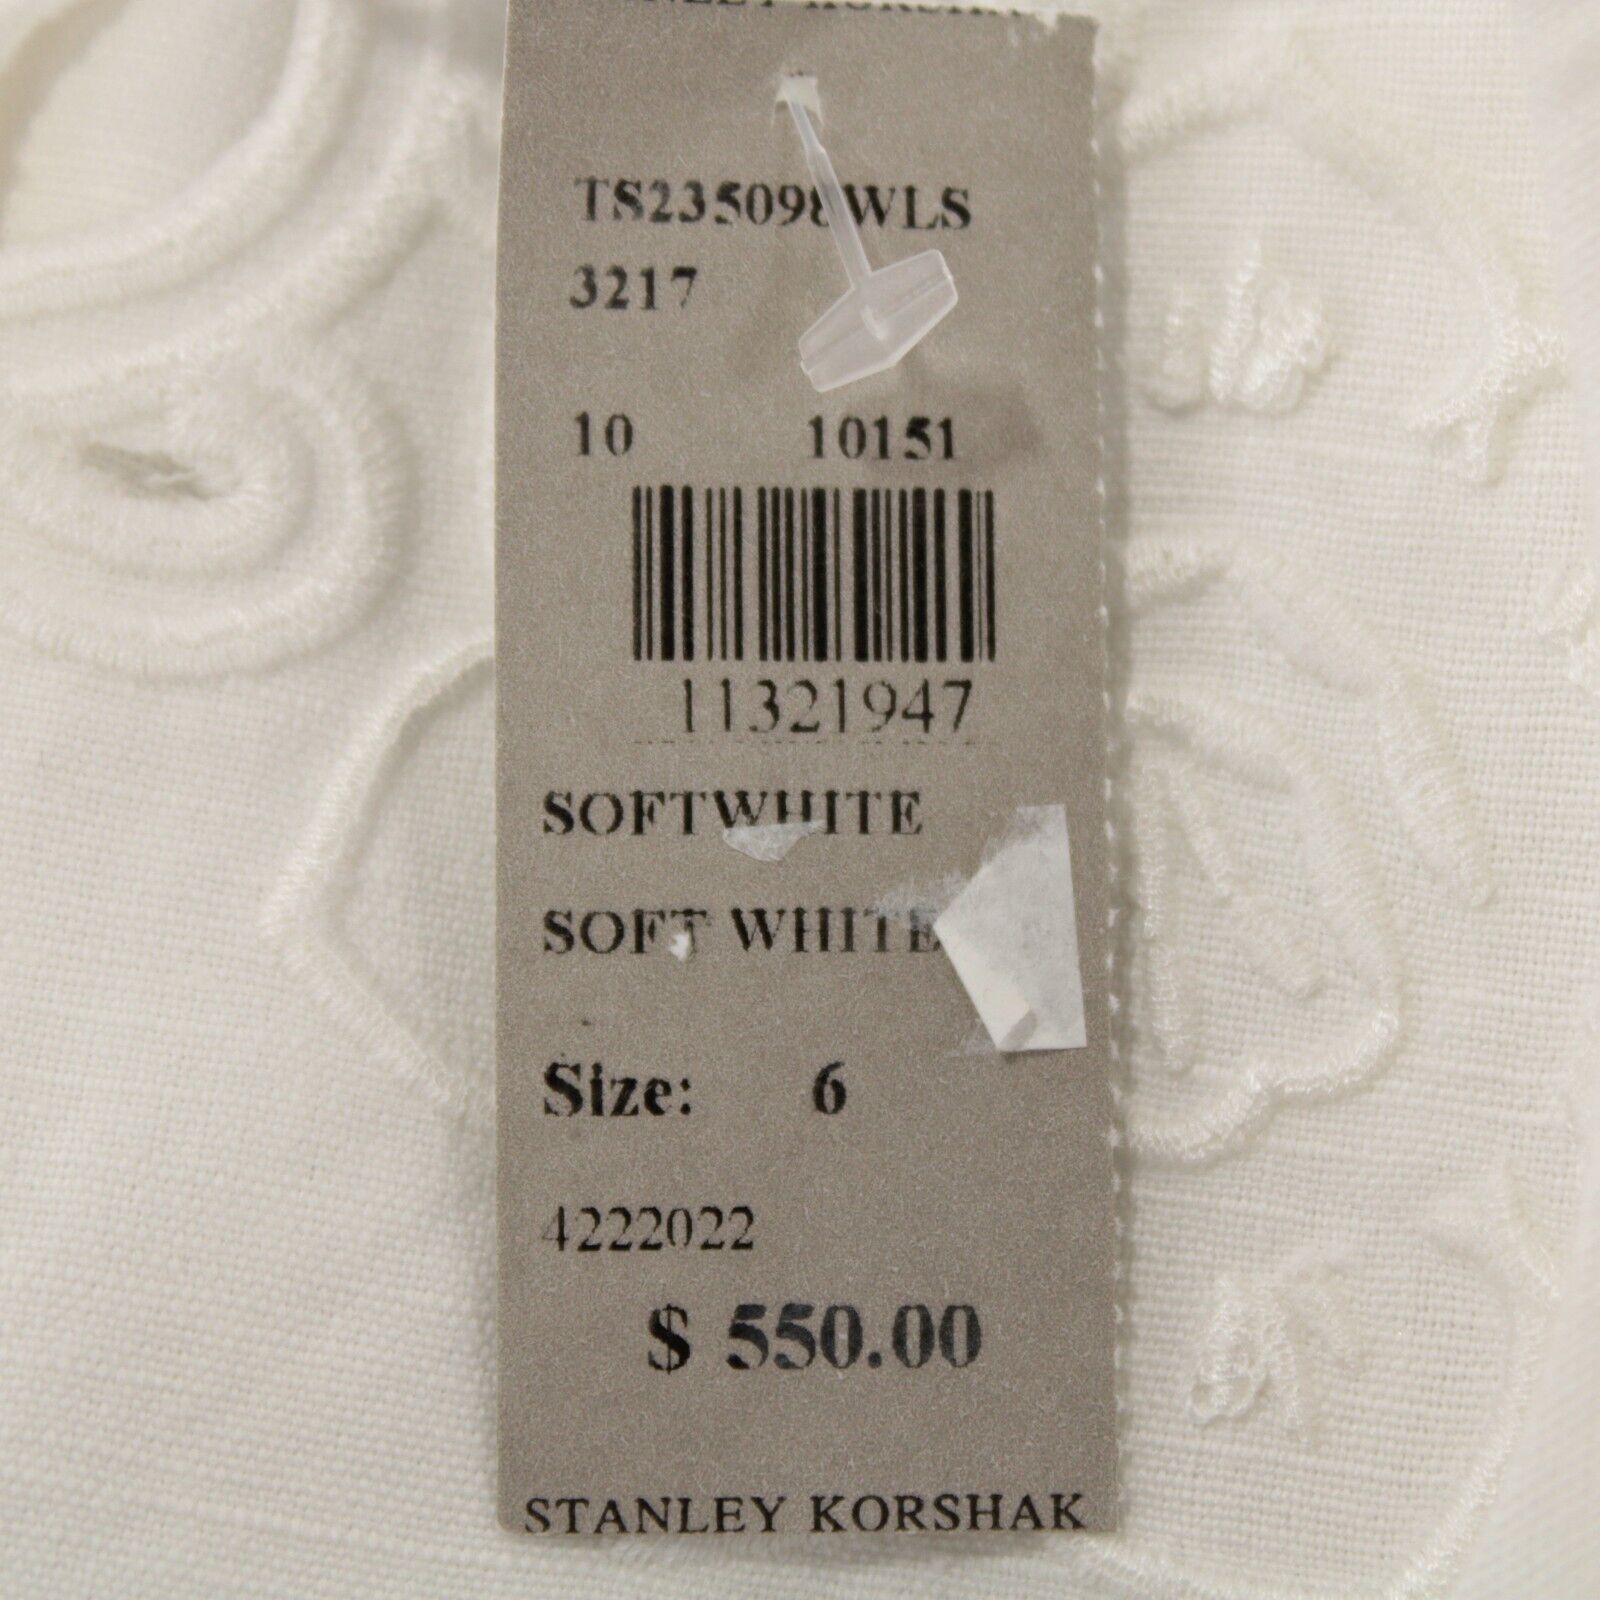 TS235098WLS
3217
10 10151
11321947
SOFTWHITE
SOFT WHITE
Size: 6
4222022
$ 550.00
STANLEY KORSHAK